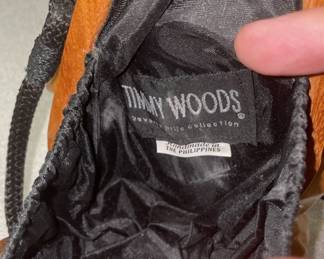 TIMMY WOODS®
beverly hills collection
Handmade in
THE PHILIPPINES